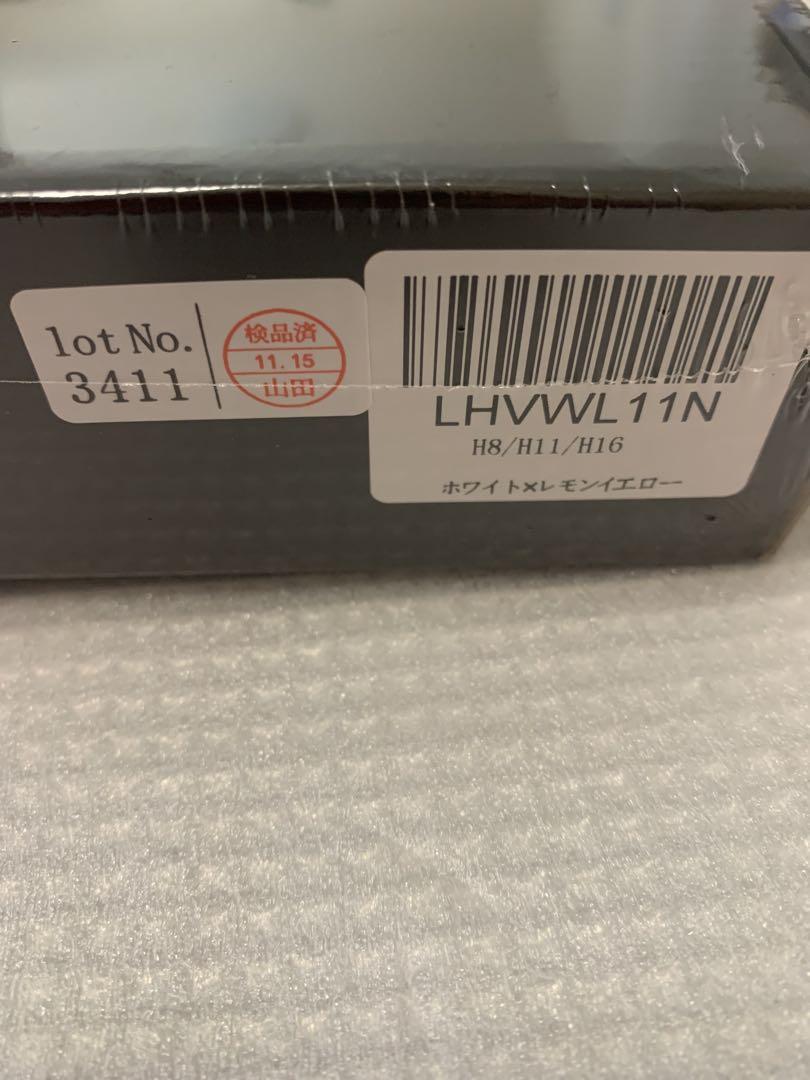 lot No.
3411
検品済
11.15
山田
LHVWL11N
H8/H11/H16
ホワイト×レモンイエロー